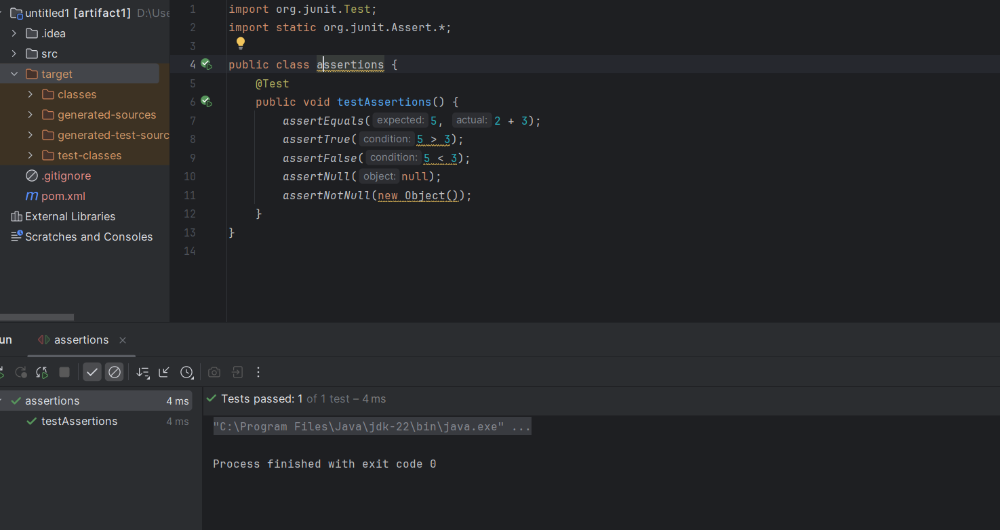 untitled1 [artifact1] D:\Use
.idea
src
target
classes
generated-sources
generated-test-sourc
test-classes
.gitignore
m pom.xml
External Libraries
Scratches and Consoles
1 import org.junit.Test;
2 import static org.junit.Assert.*;
3
4 public class assertions {
5 @Test
6 public void testAssertions() {
7 assertEquals( expected: 5, actual: 2 + 3);
8 assertTrue( condition: 5 > 3);
9 assertFalse( condition: 5 < 3);
10 assertNull( object: null);
11 assertNotNull(new Object());
12 }
13 }
14
un assertions
assertions 4 ms
testAssertions 4 ms
Tests passed: 1 of 1 test – 4 ms
"C:\Program Files\Java\jdk-22\bin\java.exe" ...
Process finished with exit code 0